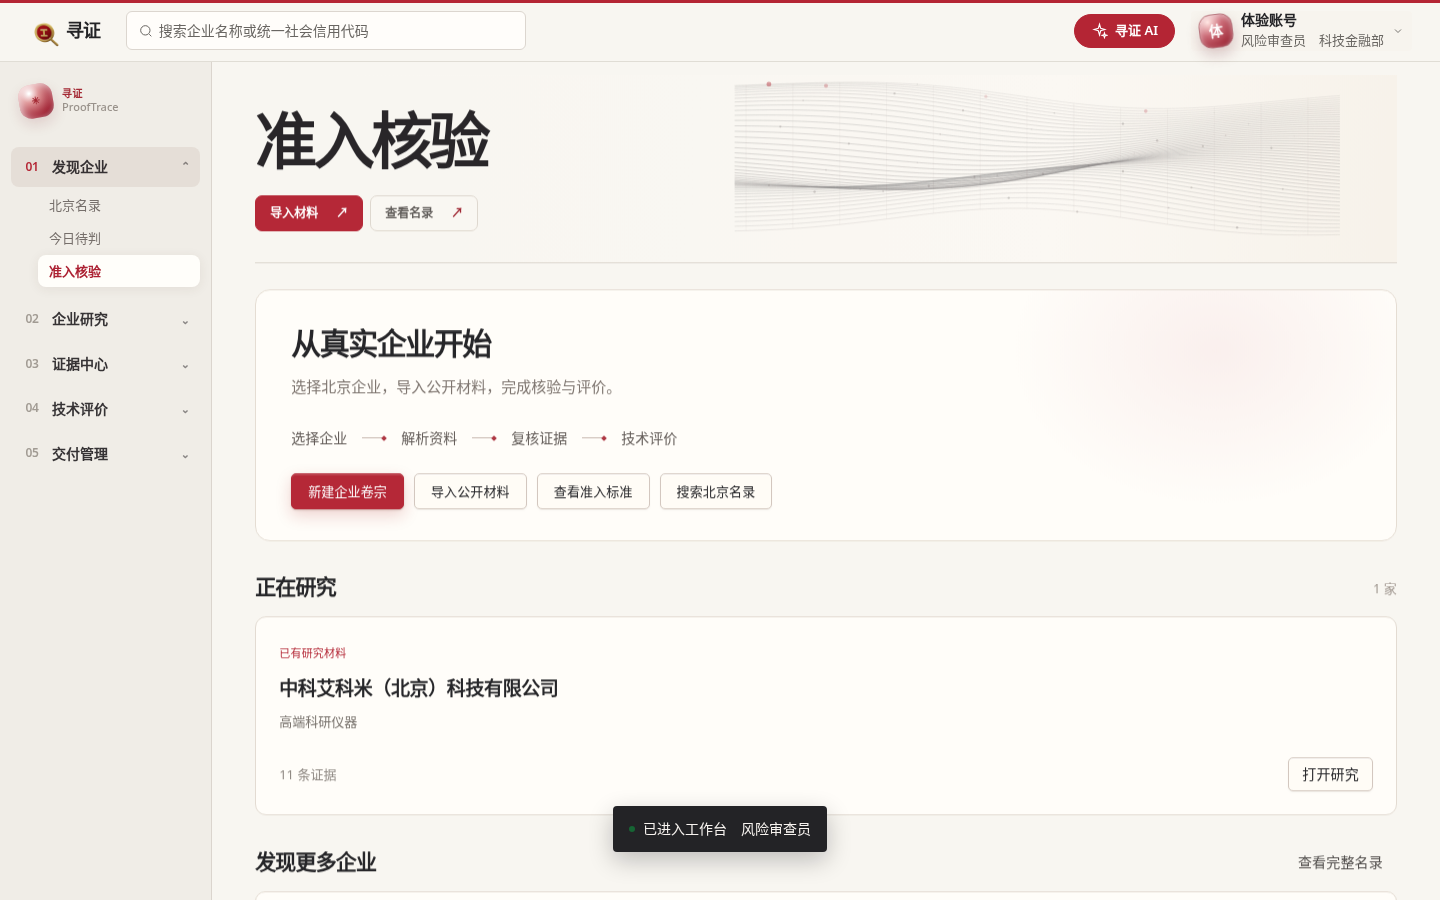 寻证
搜索企业名称或统一社会信用代码
寻证 AI
体
体验账号
风险审查员 科技金融部
寻证
ProofTrace
01 发现企业
北京名录
今日待判
准入核验
02 企业研究
03 证据中心
04 技术评价
05 交付管理
准入核验
导入材料 ↗
查看名录 ↗
从真实企业开始
选择北京企业，导入公开材料，完成核验与评价。
选择企业 解析资料 复核证据 技术评价
新建企业卷宗 导入公开材料 查看准入标准 搜索北京名录
正在研究
1 家
已有研究材料
中科艾科米（北京）科技有限公司
高端科研仪器
11 条证据
打开研究
已进入工作台 风险审查员
发现更多企业
查看完整名录